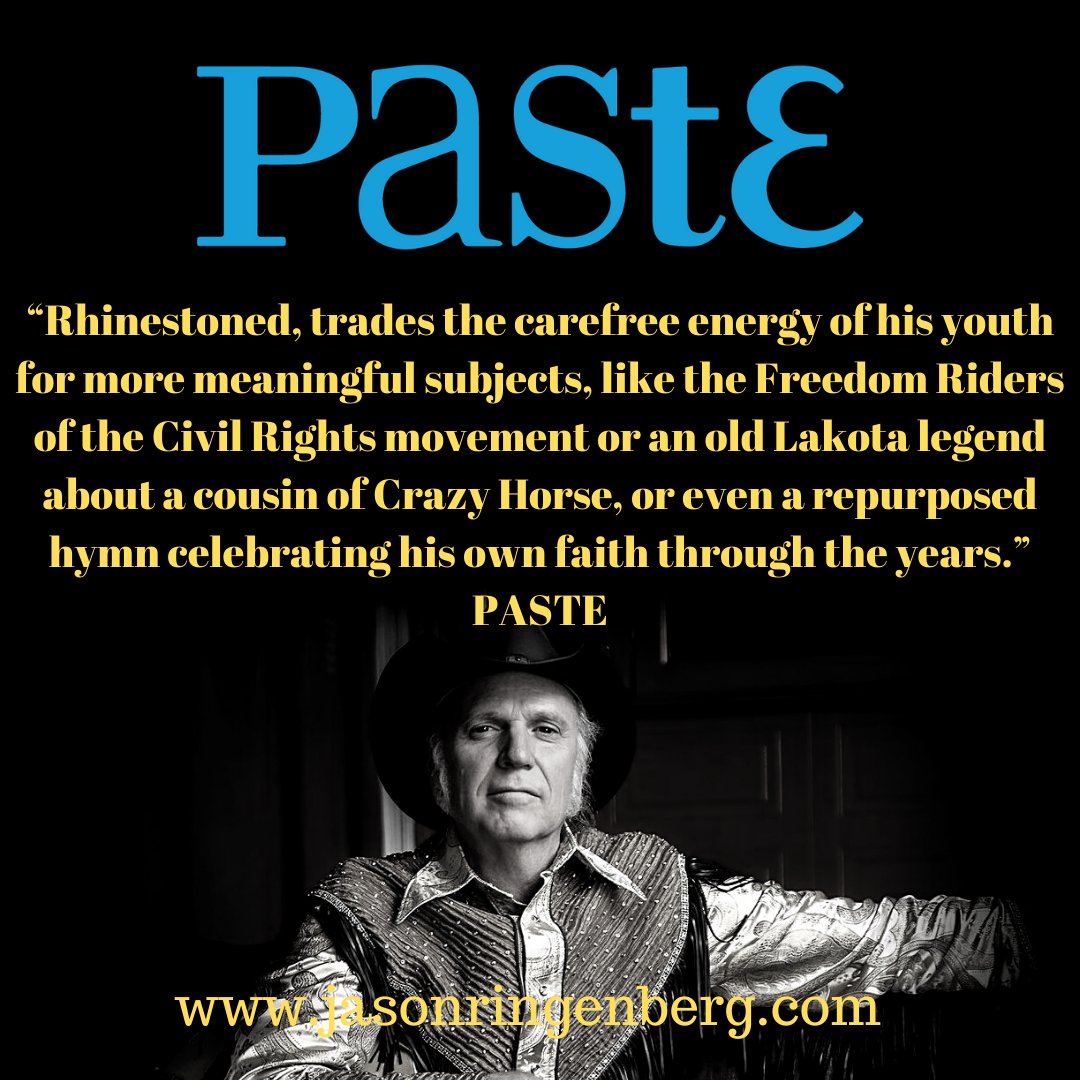 Paste
“Rhinestoned, trades the carefree energy of his youth
for more meaningful subjects, like the Freedom Riders
of the Civil Rights movement or an old Lakota legend
about a cousin of Crazy Horse, or even a repurposed
hymn celebrating his own faith through the years.”
PASTE
www.jasonringenberg.com